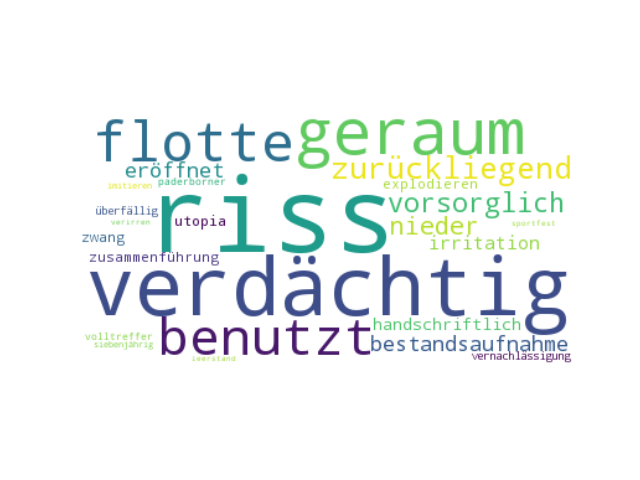 flotte geraum
eröffnet zurückliegend
imitieren paderborner explodieren
riss vorsorglich
überfällig utopia nieder sportfest
verirren
zwang irritation
zusammenführung
verdächtig
benutzt handschriftlich
volltreffer bestandsaufnahme
siebenjährig
leerstand vernachlässigung